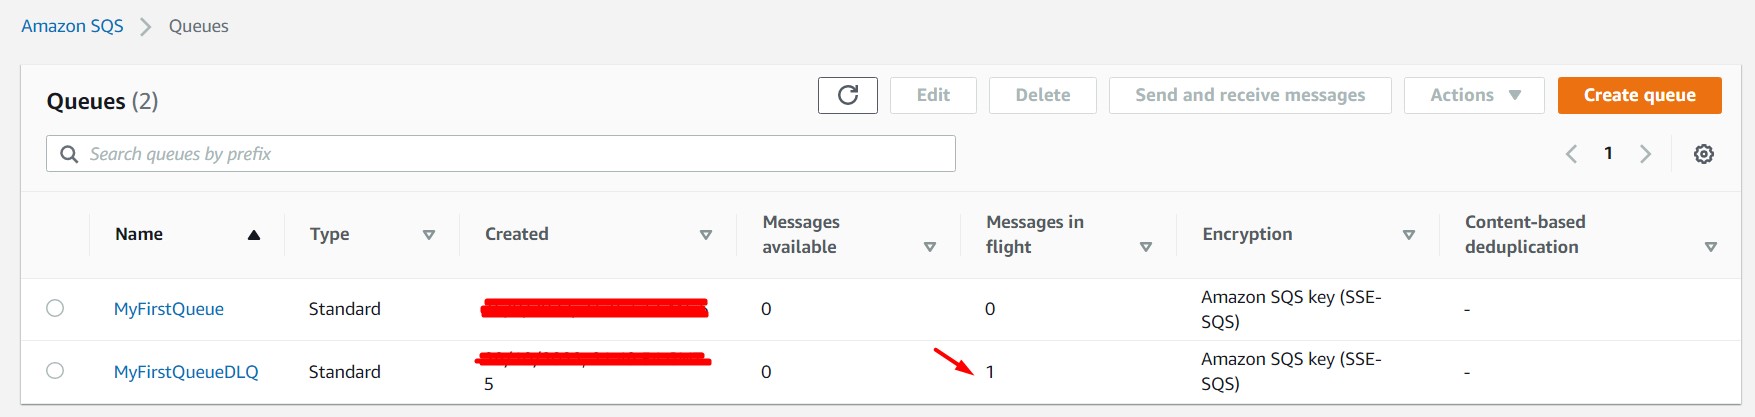 Amazon SQS > Queues
Queues (2)
Edit
Delete
Send and receive messages
Actions
Create queue
Search queues by prefix
1
Name
Type
Created
Messages available
Messages in flight
Encryption
Content-based deduplication
MyFirstQueue
Standard
0
0
Amazon SQS key (SSE-
SQS)
-
MyFirstQueueDLQ
Standard
5
0
1
Amazon SQS key (SSE-
SQS)
-